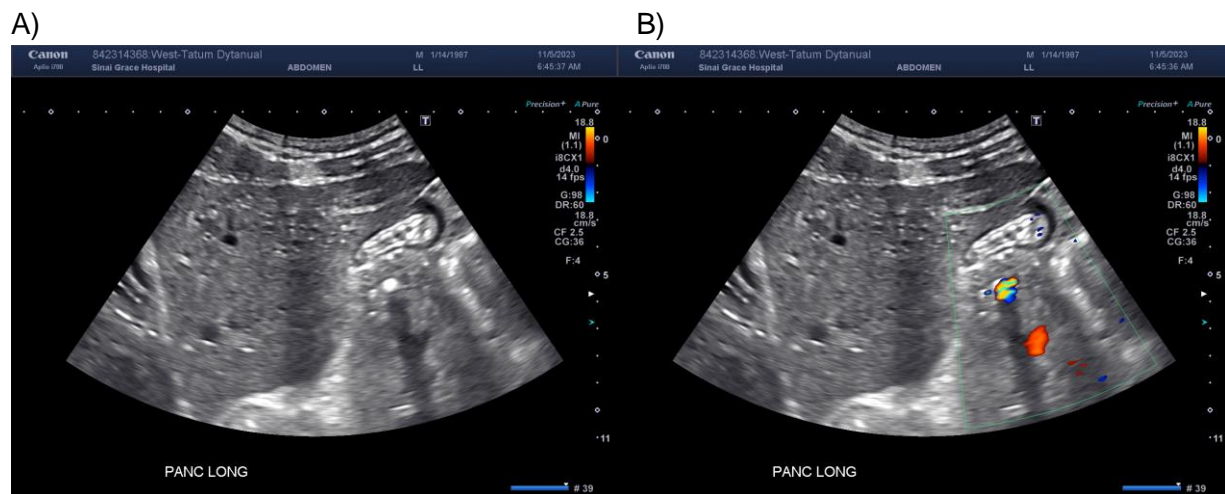 A)
B)
Canon 842314368:West-Tatum Dytanual M 1/14/1997 11/5/2023
Aplio i700 Sinai Grace Hospital ABDOMEN LL 6:45:37 AM
Precision+ A Pure
T
18.8
MI
(1.1)
i8CX1
d4.0
14 fps
G:98
DR:60
18.8
cm/s
CF 2.5
CG:36
F:4
0
5
11
PANC LONG
# 39
Canon 842314368:West-Tatum Dytanual M 1/14/1997 11/5/2023
Aplio i700 Sinai Grace Hospital ABDOMEN LL 6:45:36 AM
Precision+ A Pure
T
18.8
MI
(1.1)
i8CX1
d4.0
14 fps
G:98
DR:60
18.8
cm/s
CF 2.5
CG:36
F:4
0
5
11
PANC LONG
# 39